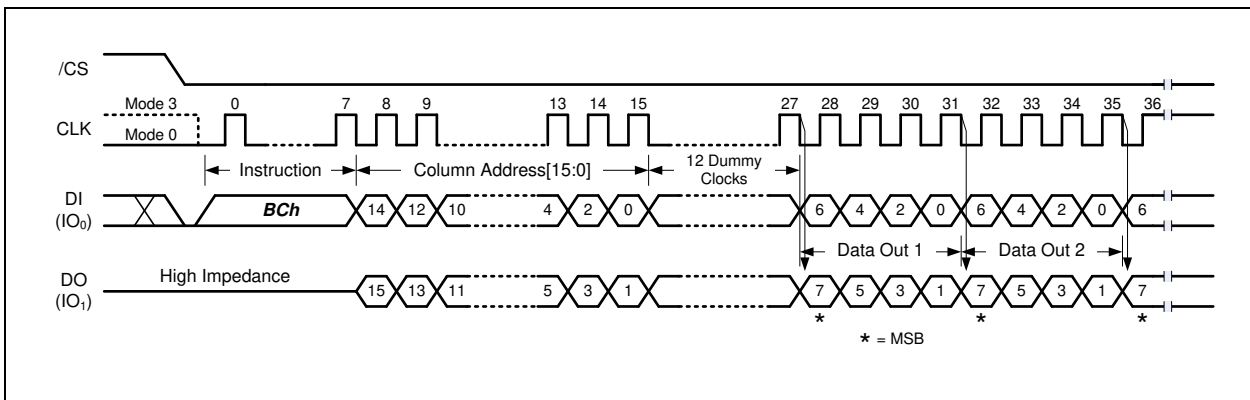 /CS
Mode 3 0 7 8 9 13 14 15 27 28 29 30 31 32 33 34 35 36
CLK Mode 0
Instruction Column Address[15:0] 12 Dummy
Clocks
DI BCh 14 12 10 4 2 0 6 4 2 0 6 4 2 0 6
(IO0)
Data Out 1 Data Out 2
High Impedance
DO 15 13 11 5 3 1 7 5 3 1 7 5 3 1 7
(IO1)
* * *
* = MSB